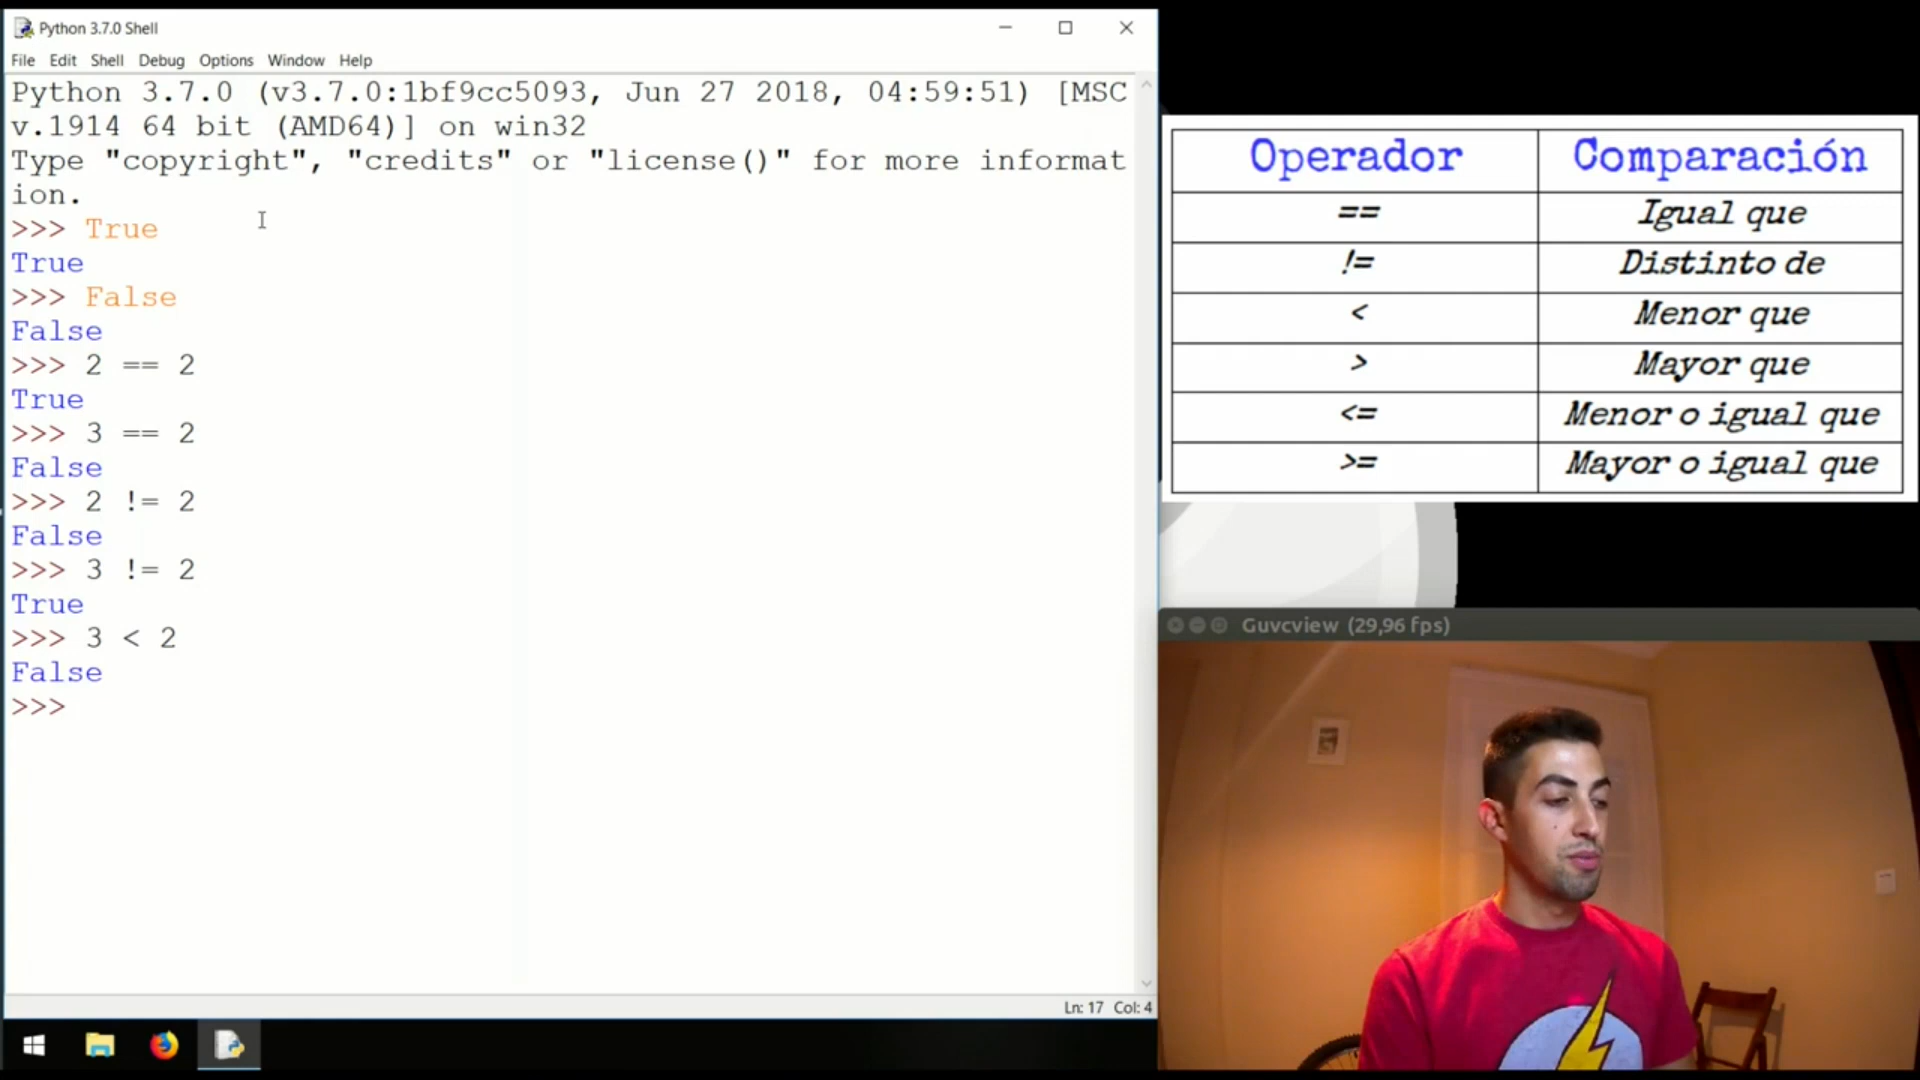 Python 3.7.0 Shell
File Edit Shell Debug Options Window Help
Python 3.7.0 (v3.7.0:1bf9cc5093, Jun 27 2018, 04:59:51) [MSC
v.1914 64 bit (AMD64)] on win32
Type "copyright", "credits" or "license()" for more informat
ion.
>>> True
True
>>> False
False
>>> 2 == 2
True
>>> 3 == 2
False
>>> 2 != 2
False
>>> 3 != 2
True
>>> 3 < 2
False
>>>
Ln: 17 Col: 4
Operador Comparación
== Igual que
!= Distinto de
< Menor que
> Mayor que
<= Menor o igual que
>= Mayor o igual que
Guvcview (29,96 fps)